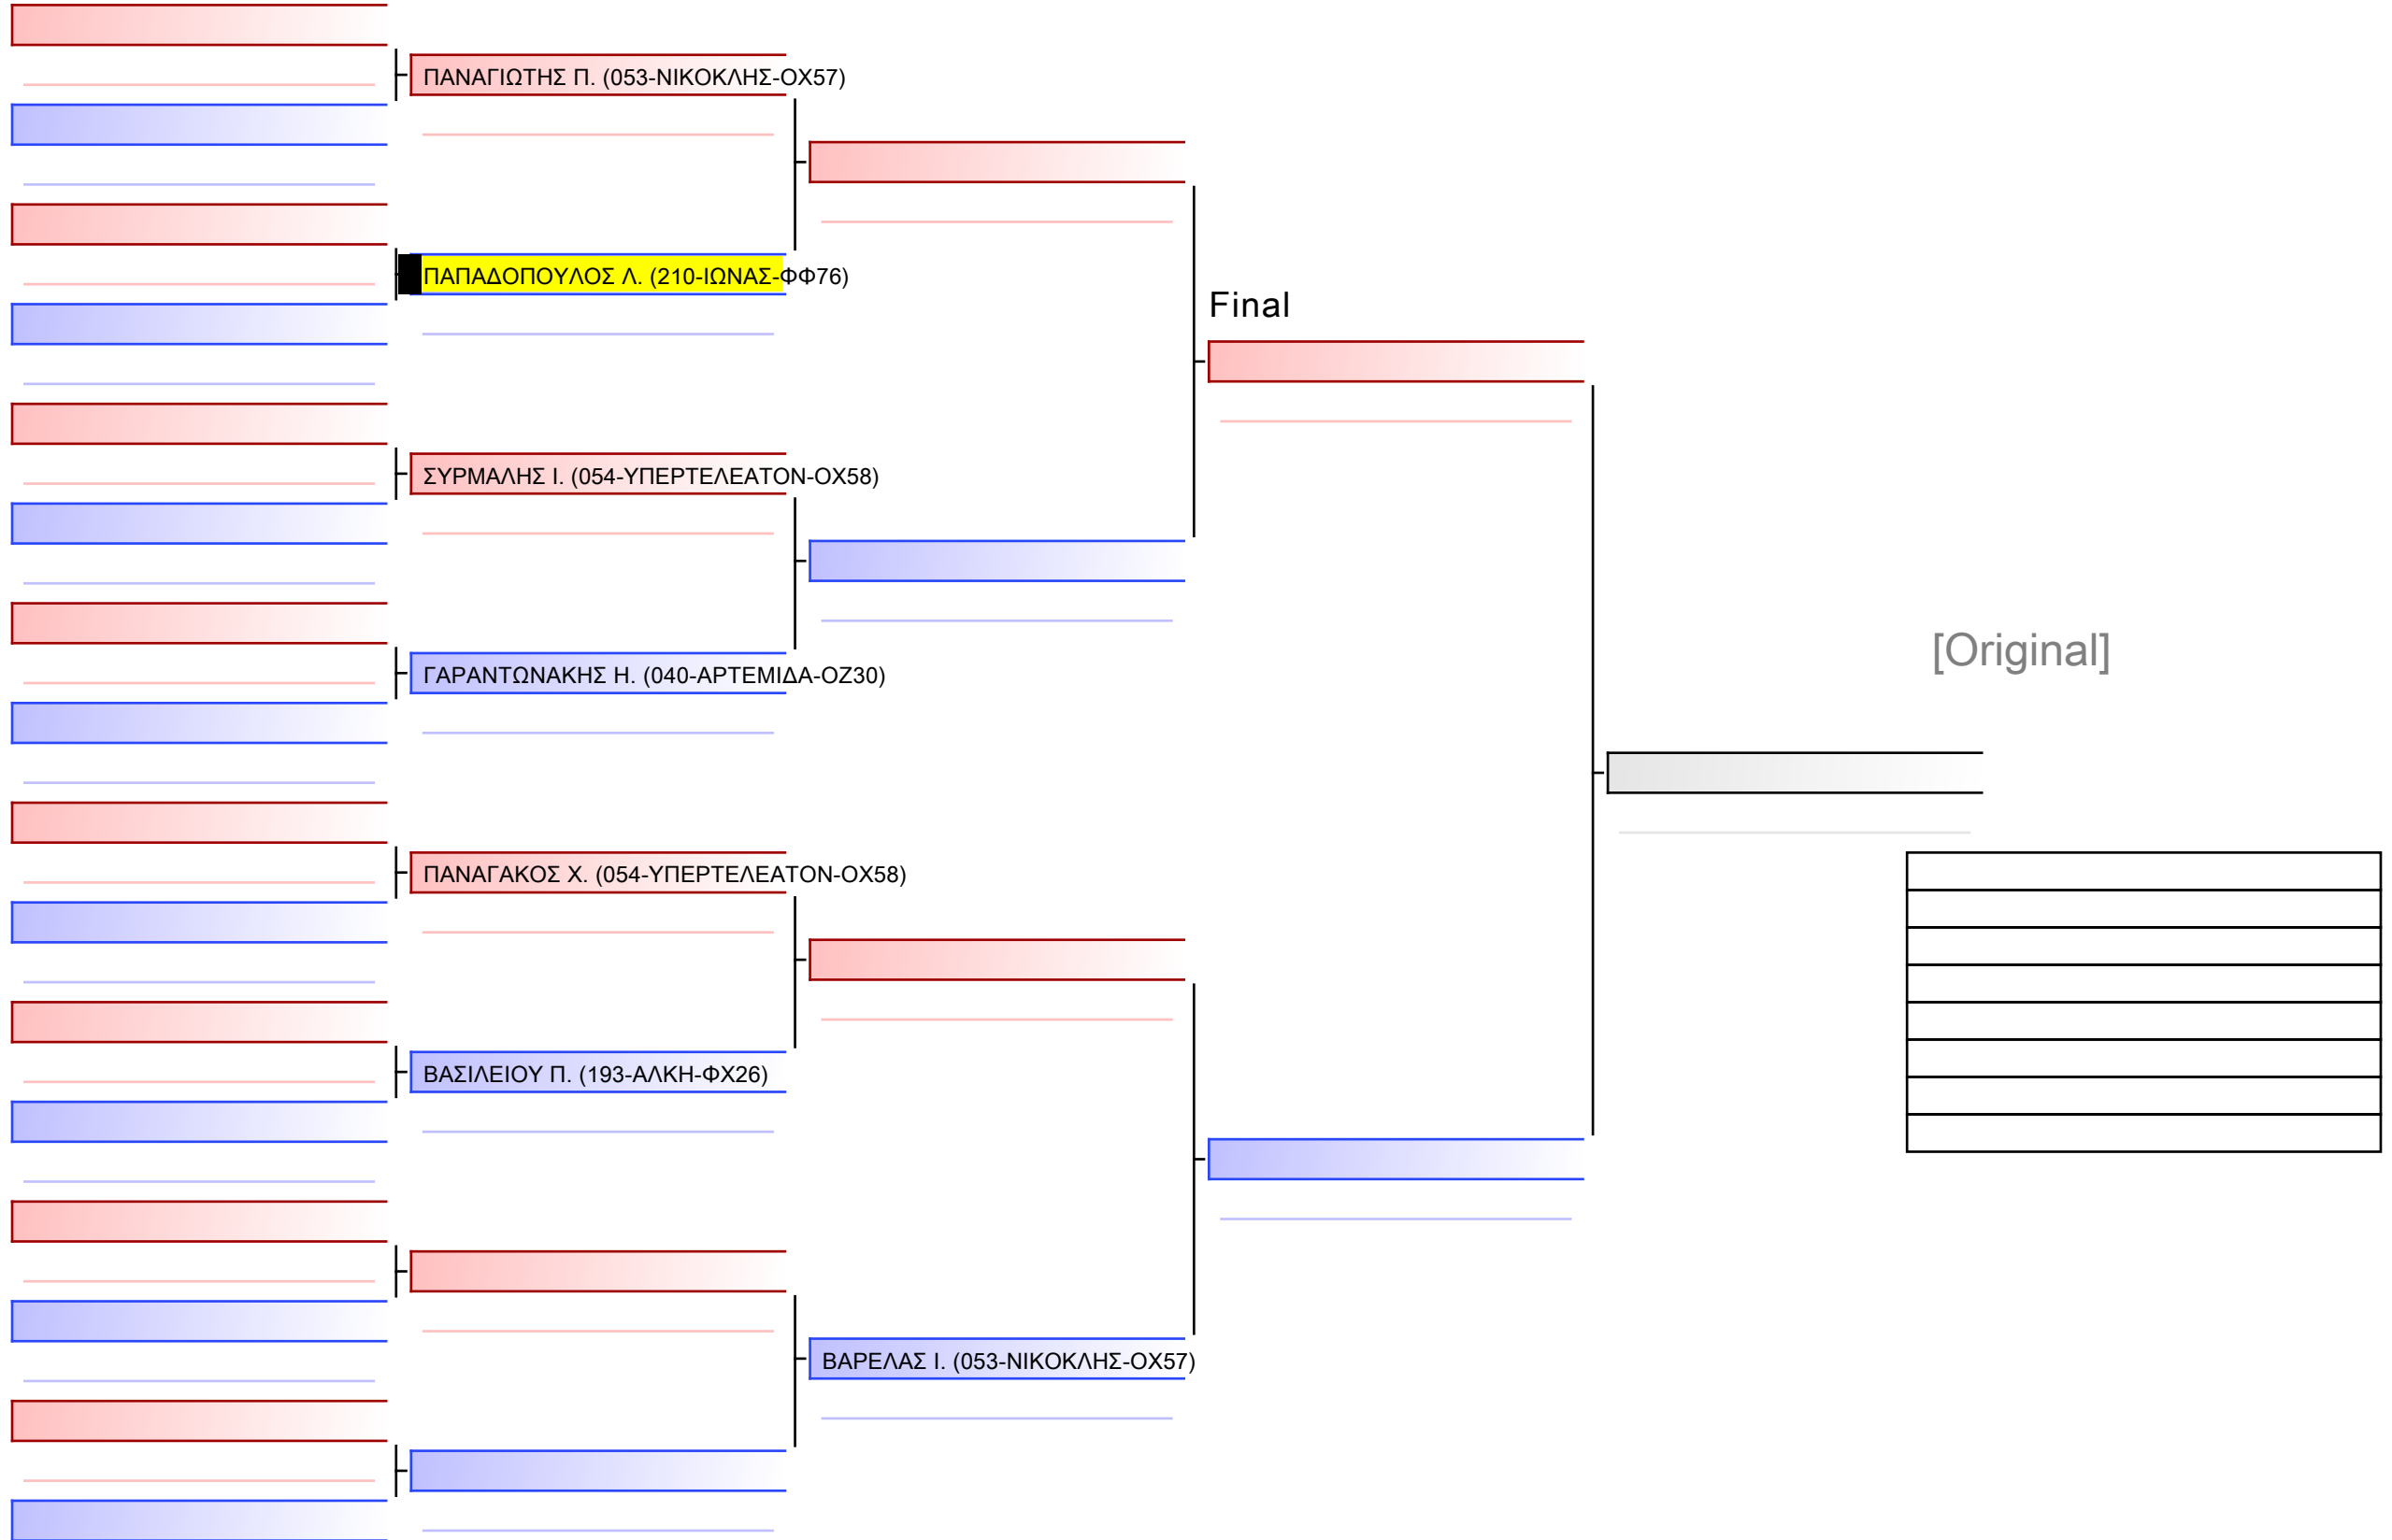 ΠΑΝΑΓΙΩΤΗΣ Π. (053-ΝΙΚΟΚΛΗΣ-ΟΧ57)
ΠΑΠΑΔΟΠΟΥΛΟΣ Λ. (210-ΙΩΝΑΣ-ΦΦ76)
Final
ΣΥΡΜΑΛΗΣ Ι. (054-ΥΠΕΡΤΕΛΕΑΤΟΝ-ΟΧ58)
[Original]
ΓΑΡΑΝΤΩΝΑΚΗΣ Η. (040-ΑΡΤΕΜΙΔΑ-ΟΖ30)
ΠΑΝΑΓΑΚΟΣ Χ. (054-ΥΠΕΡΤΕΛΕΑΤΟΝ-ΟΧ58)
ΒΑΣΙΛΕΙΟΥ Π. (193-ΑΛΚΗ-ΦΧ26)
ΒΑΡΕΛΑΣ Ι. (053-ΝΙΚΟΚΛΗΣ-ΟΧ57)